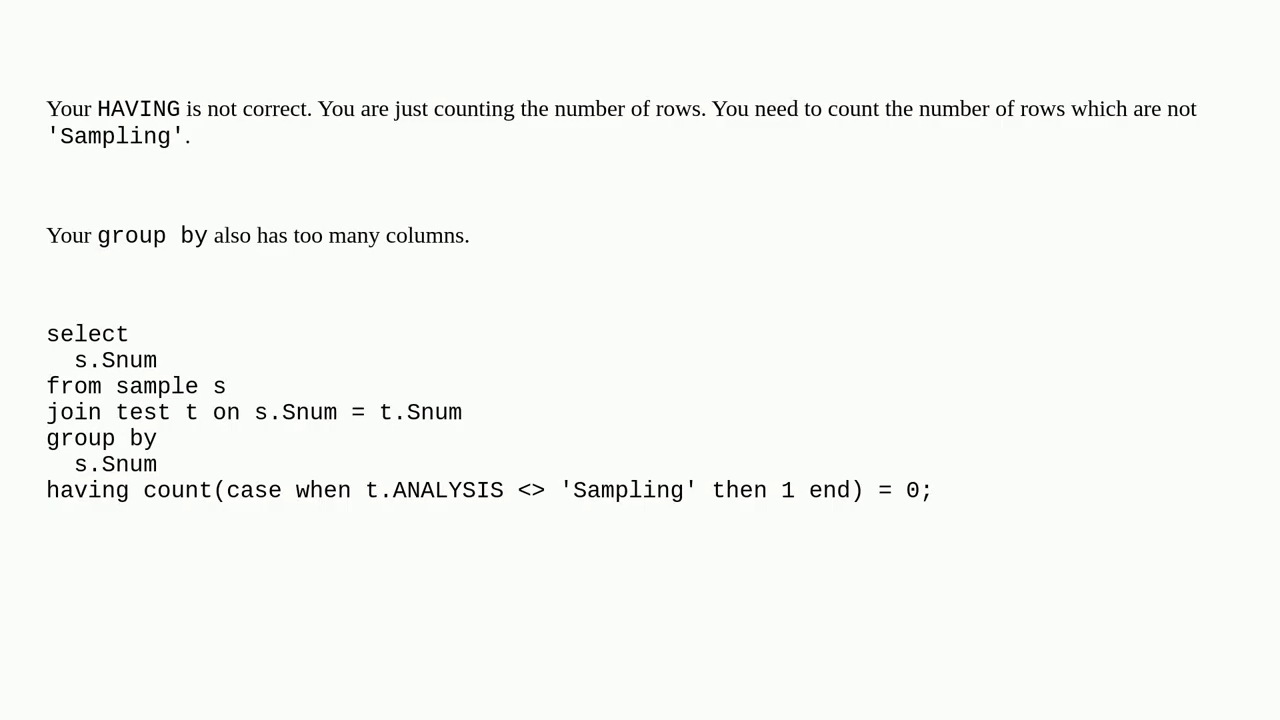 Your HAVING is not correct. You are just counting the number of rows. You need to count the number of rows which are not
'Sampling'.
Your group by also has too many columns.
select
  s.Snum
from sample s
join test t on s.Snum = t.Snum
group by
  s.Snum
having count(case when t.ANALYSIS <> 'Sampling' then 1 end) = 0;